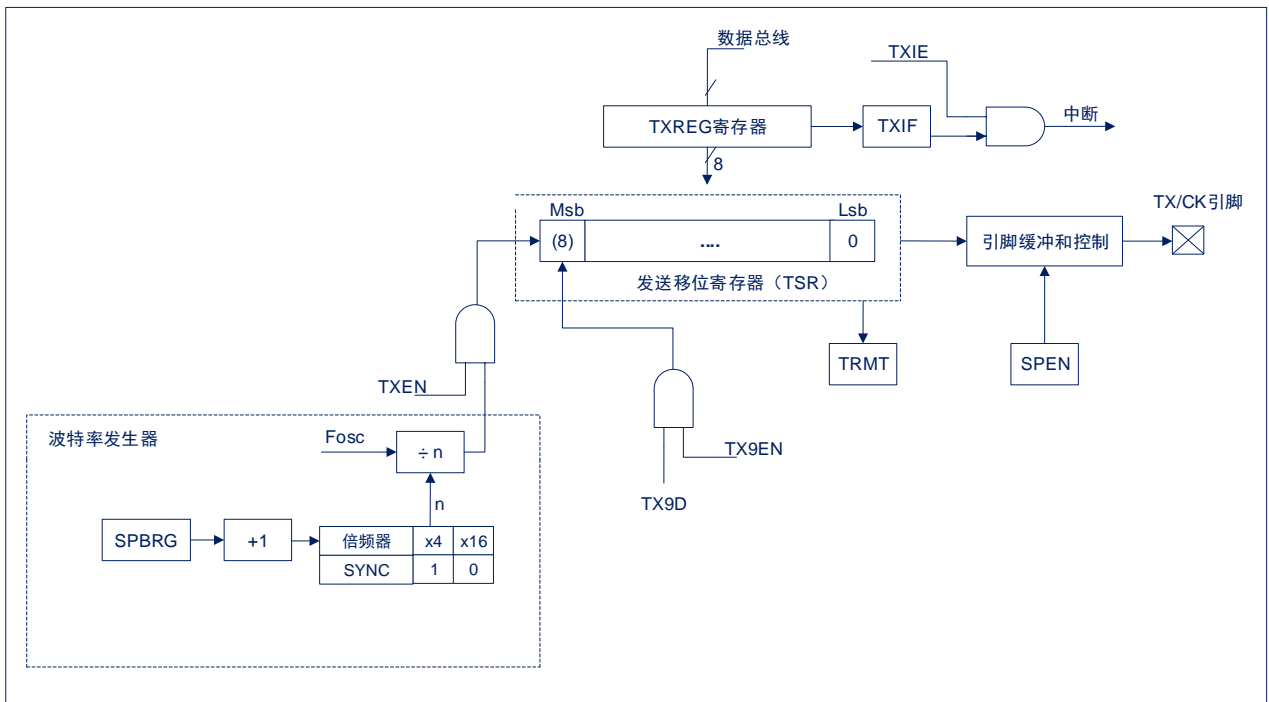 数据总线
TXIE
TXREG寄存器
TXIF
中断
8
Msb
Lsb
TX/CK引脚
(8)
....
0
引脚缓冲和控制
发送移位寄存器（TSR）
TRMT
SPEN
TXEN
波特率发生器
Fosc
÷ n
TX9EN
n
TX9D
SPBRG
+1
倍频器 x4 x16
SYNC 1 0